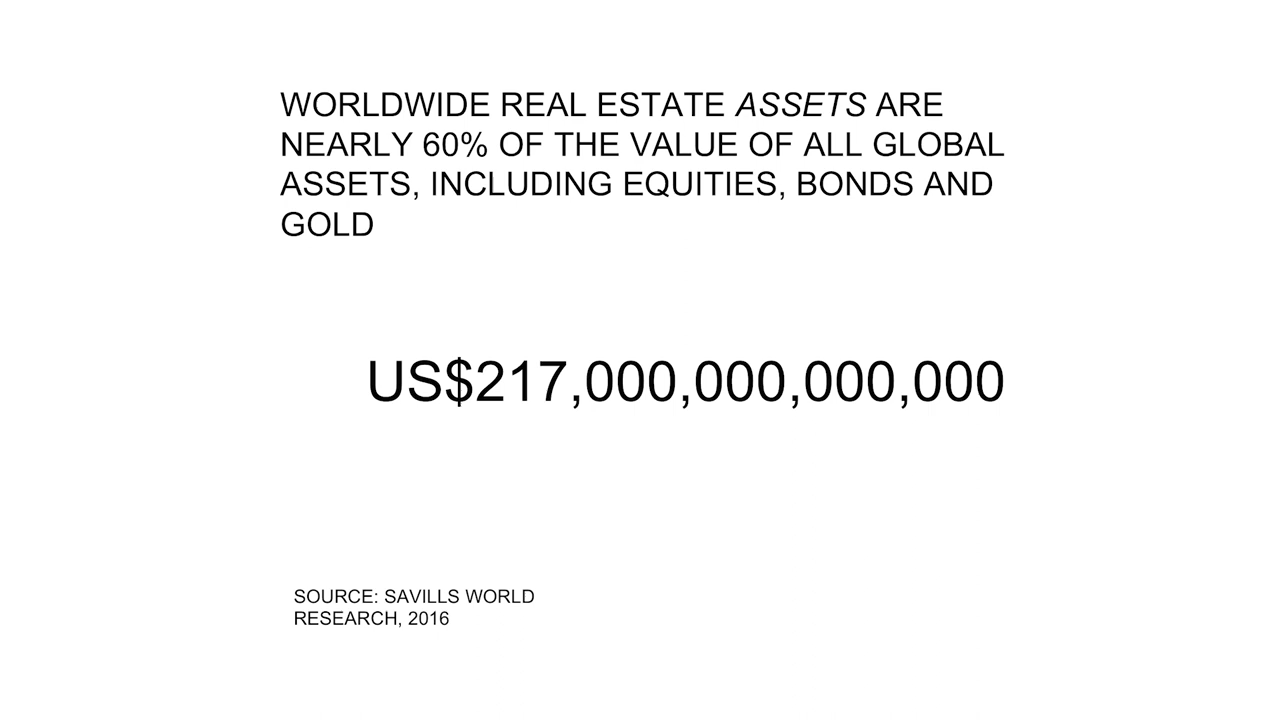 WORLDWIDE REAL ESTATE ASSETS ARE
NEARLY 60% OF THE VALUE OF ALL GLOBAL
ASSETS, INCLUDING EQUITIES, BONDS AND
GOLD
US$217,000,000,000,000
SOURCE: SAVILLS WORLD
RESEARCH, 2016